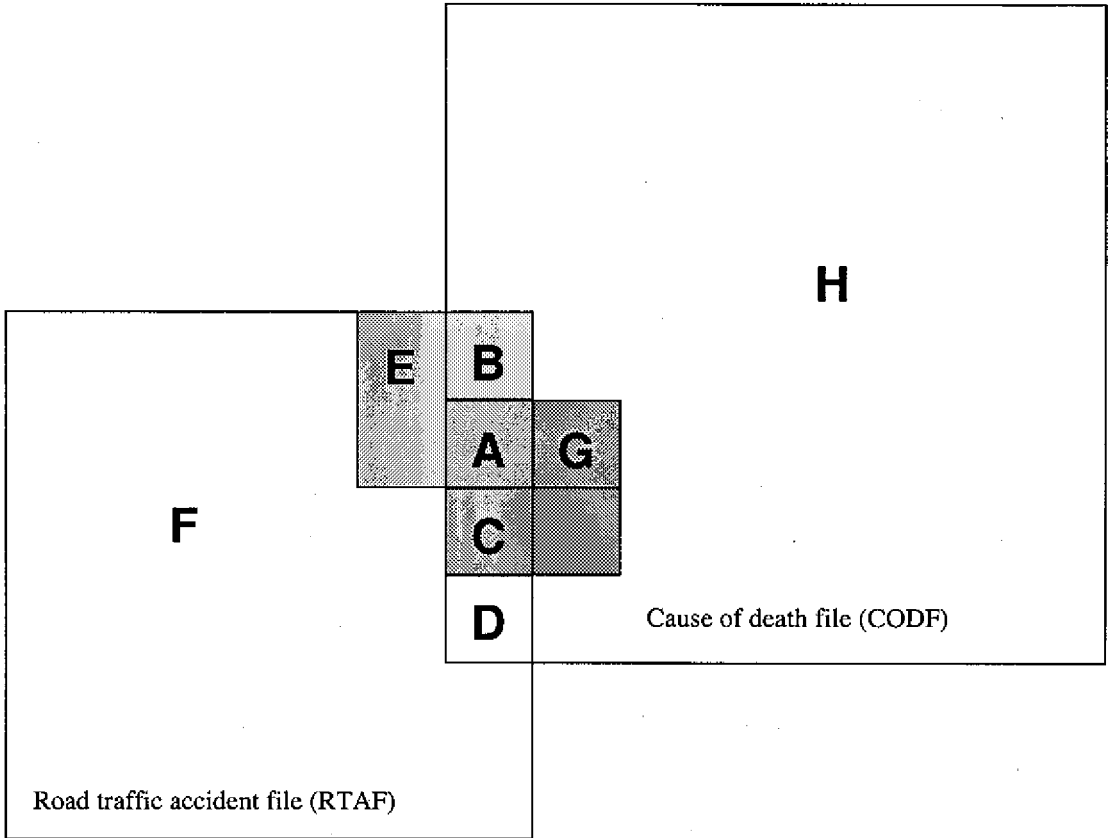 H
E
B
A
G
F
C
D
Cause of death file (CODF)
Road traffic accident file (RTAF)